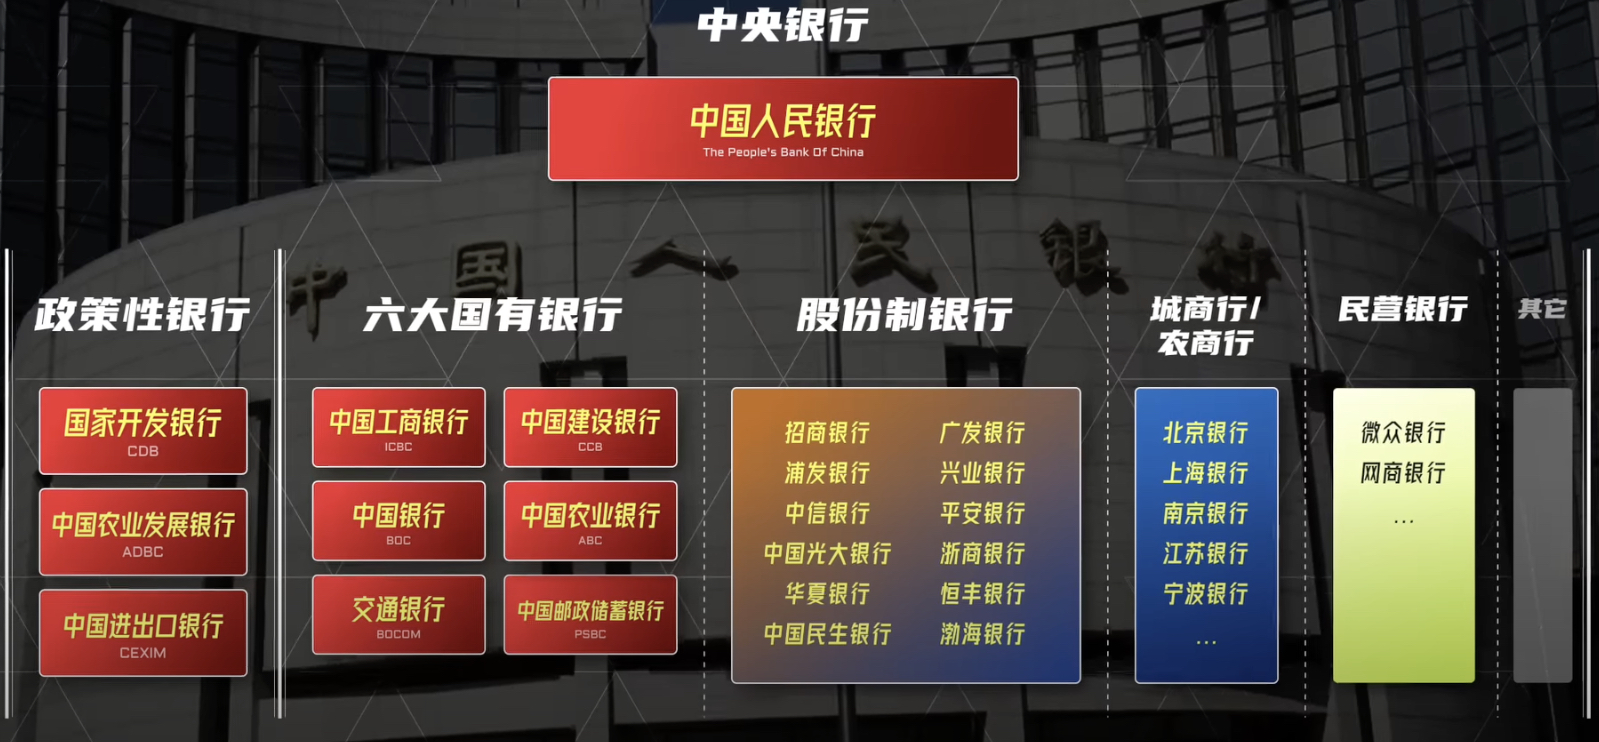 中央银行
中国人民银行
The People's Bank Of China
中国人民银行
政策性银行
国家开发银行
CDB
中国农业发展银行
ADBC
中国进出口银行
CEXIM
六大国有银行
中国工商银行
ICBC
中国建设银行
CCB
中国银行
BOC
中国农业银行
ABC
交通银行
BOCOM
中国邮政储蓄银行
PSBC
股份制银行
招商银行 广发银行
浦发银行 兴业银行
中信银行 平安银行
中国光大银行 浙商银行
华夏银行 恒丰银行
中国民生银行 渤海银行
城商行/
农商行
北京银行
上海银行
南京银行
江苏银行
宁波银行
...
民营银行
微众银行
网商银行
...
其它